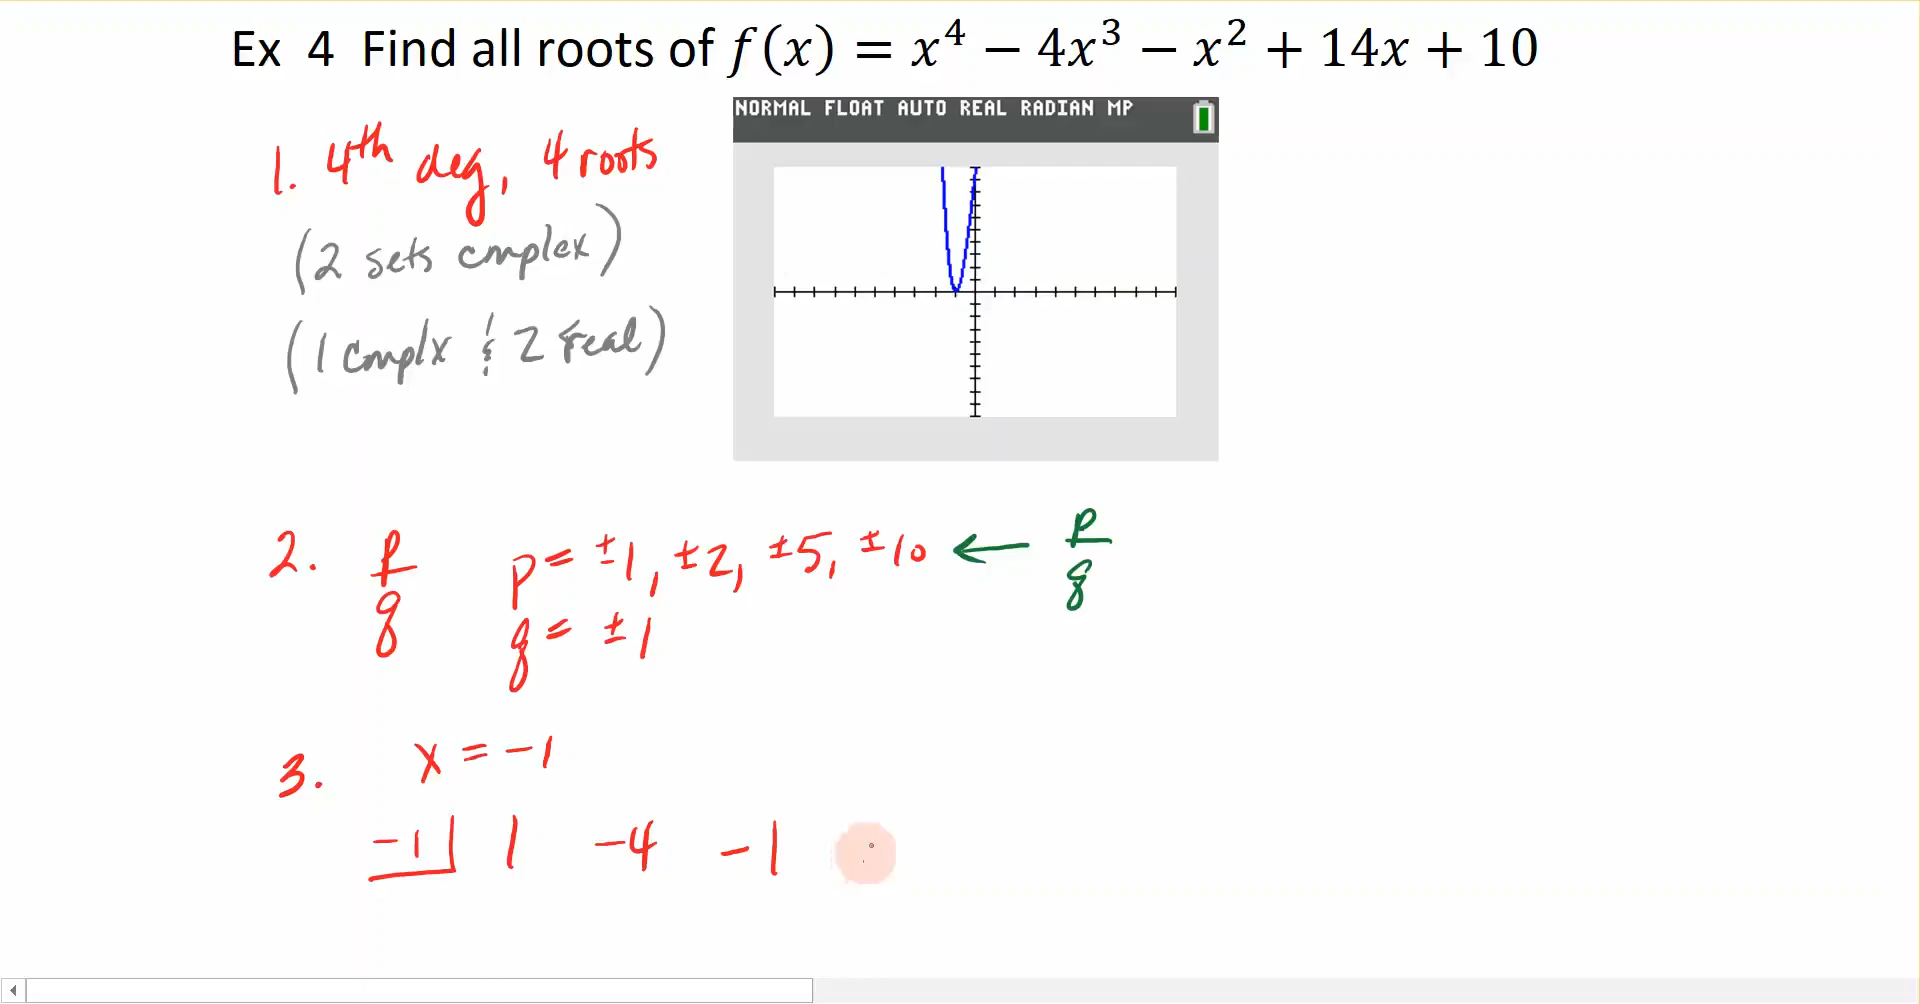 Ex 4 Find all roots of f(x) = x⁴ − 4x³ − x² + 14x + 10
NORMAL FLOAT AUTO REAL RADIAN MP
1. 4th deg, 4 roots
(2 sets cmplex)
(1 cmplx & 2 real)
2. p/q p = ±1, ±2, ±5, ±10 ← p/q
q = ±1
3. x = -1
-1| 1 -4 -1